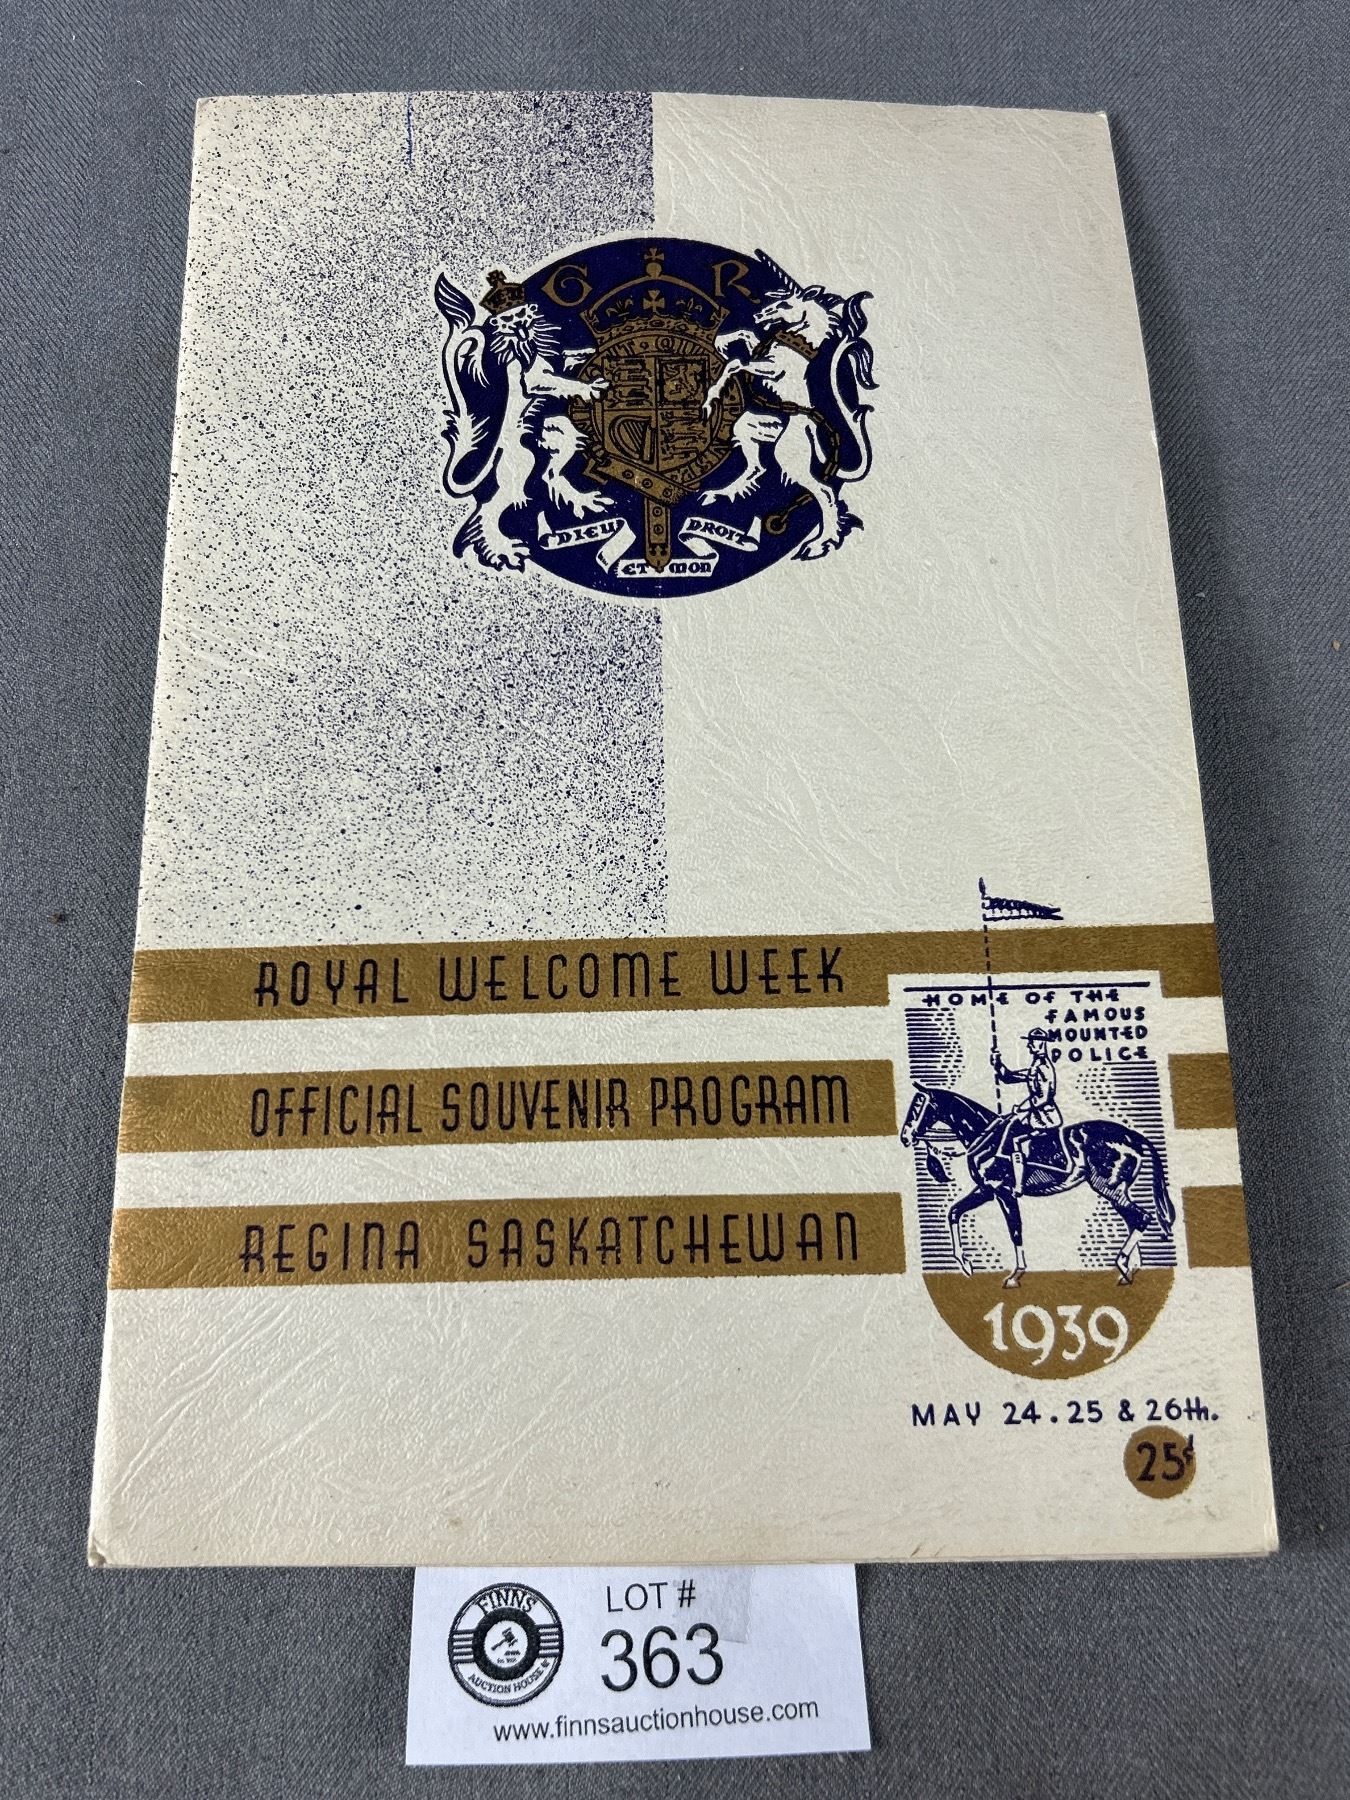 G R
DIEU ET MON DROIT
ROYAL WELCOME WEEK
HOME OF THE
FAMOUS
MOUNTED
POLICE
OFFICIAL SOUVENIR PROGRAM
REGINA SASKATCHEWAN
1939
MAY 24. 25 & 26th.
25¢
FINNS
AUCTION HOUSE
LOT #
363
www.finnsauctionhouse.com